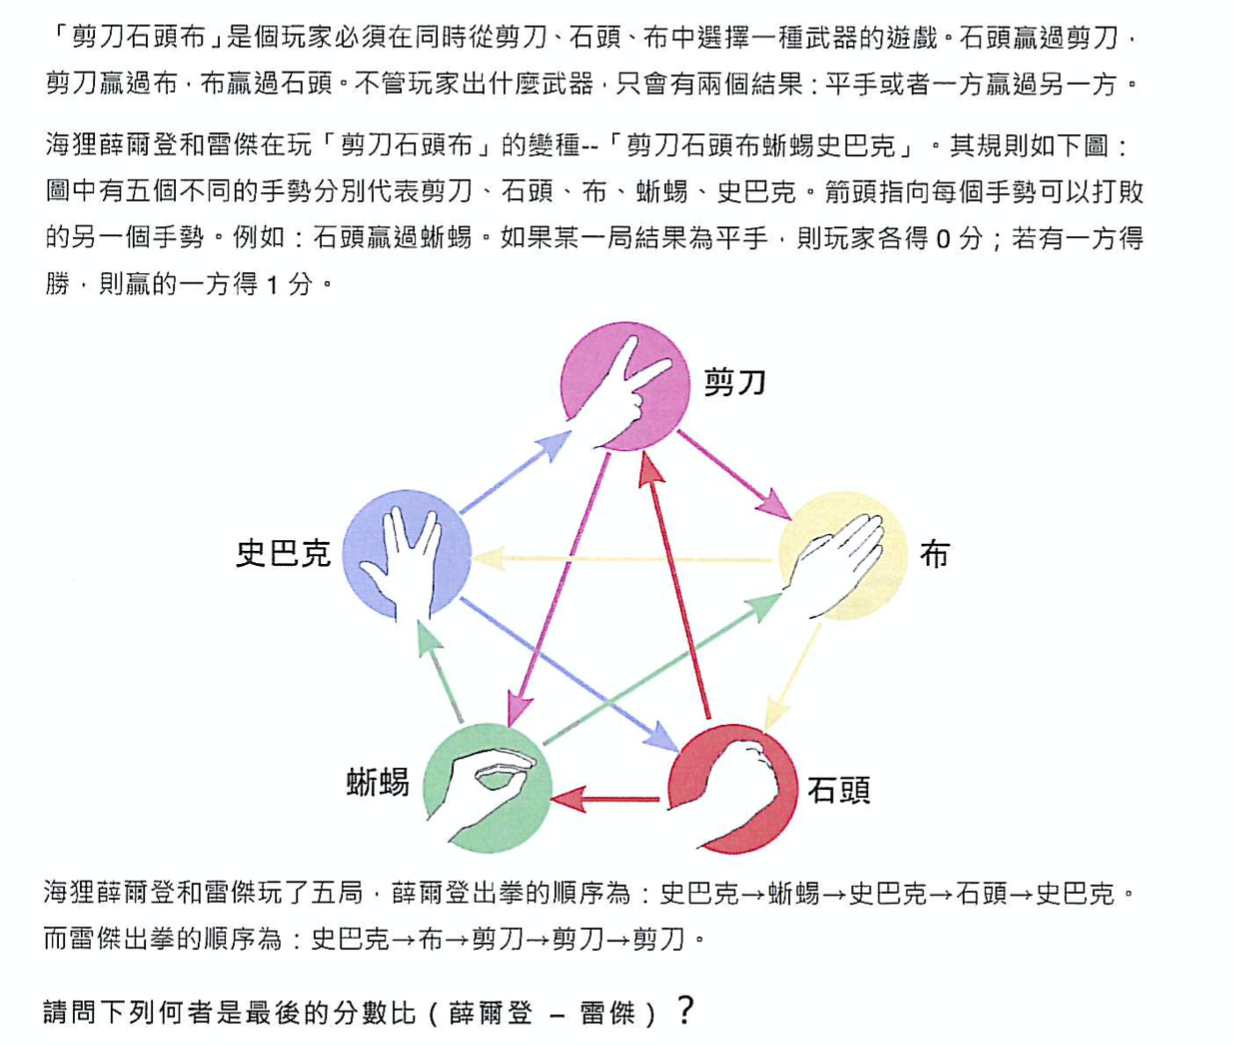 「剪刀石頭布」是個玩家必須在同時從剪刀、石頭、布中選擇一種武器的遊戲。石頭贏過剪刀，
剪刀贏過布，布贏過石頭。不管玩家出什麼武器，只會有兩個結果：平手或者一方贏過另一方。
海狸薛爾登和雷傑在玩「剪刀石頭布」的變種--「剪刀石頭布蜥蜴史巴克」。其規則如下圖：
圖中有五個不同的手勢分別代表剪刀、石頭、布、蜥蜴、史巴克。箭頭指向每個手勢可以打敗
的另一個手勢。例如：石頭贏過蜥蜴。如果某一局結果為平手，則玩家各得 0 分；若有一方得
勝，則贏的一方得 1 分。
剪刀
史巴克
布
蜥蜴
石頭
海狸薛爾登和雷傑玩了五局，薛爾登出拳的順序為：史巴克→蜥蜴→史巴克→石頭→史巴克。
而雷傑出拳的順序為：史巴克→布→剪刀→剪刀→剪刀。
請問下列何者是最後的分數比（薛爾登 – 雷傑）？